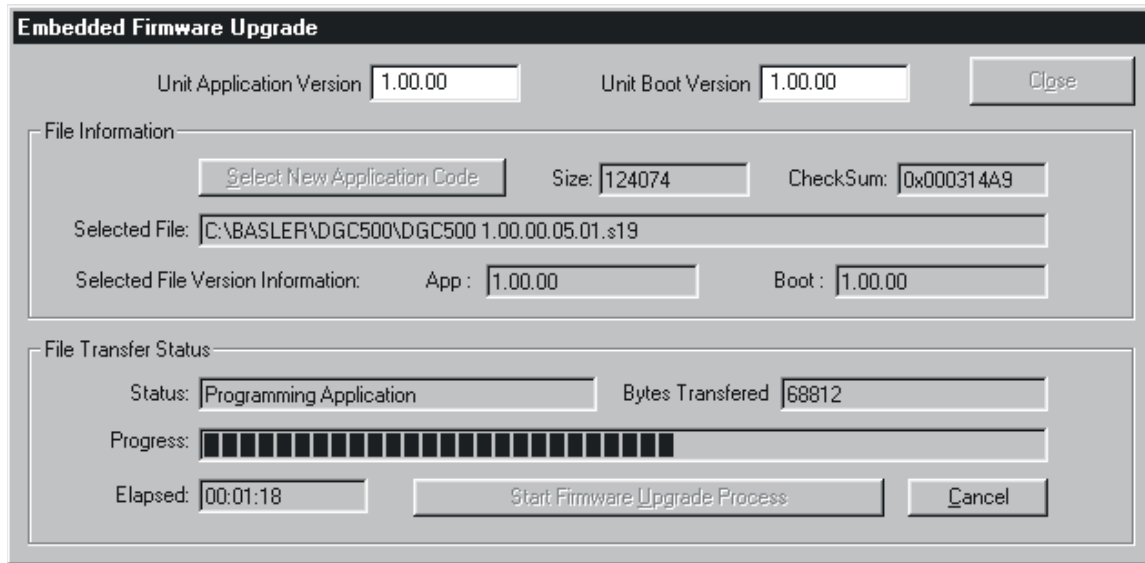 Embedded Firmware Upgrade
Unit Application Version 1.00.00 Unit Boot Version 1.00.00 Close
File Information
Select New Application Code Size: 124074 CheckSum: 0x000314A9
Selected File: C:\BASLER\DGC500\DGC500 1.00.00.05.01.s19
Selected File Version Information: App : 1.00.00 Boot : 1.00.00
File Transfer Status
Status: Programming Application Bytes Transfered 68812
Progress:
Elapsed: 00:01:18 Start Firmware Upgrade Process Cancel